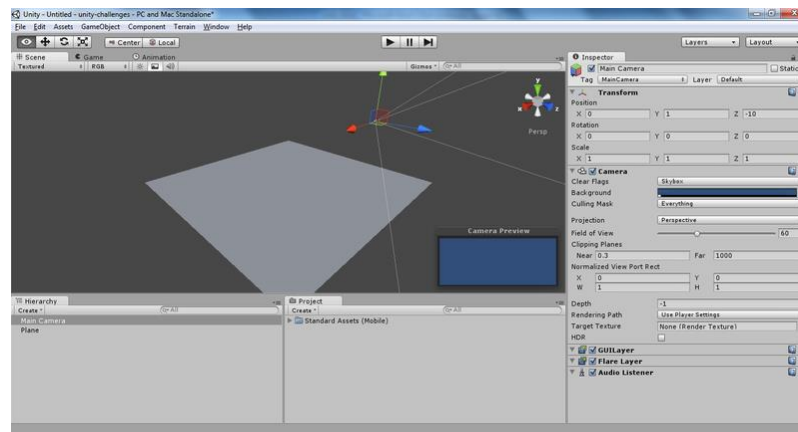 Unity - Untitled - unity-challenges - PC and Mac Standalone*
File Edit Assets GameObject Component Terrain Window Help
Center Local Layers Layout
Scene Game Animation
Textured RGB Gizmos All
y
x
Persp
Camera Preview
Inspector
Main Camera Static
Tag MainCamera Layer Default
Transform
Position
X 0 Y 1 Z -10
Rotation
X 0 Y 0 Z 0
Scale
X 1 Y 1 Z 1
Camera
Clear Flags Skybox
Background
Culling Mask Everything
Projection Perspective
Field of View 60
Clipping Planes
Near 0.3 Far 1000
Normalized View Port Rect
X 0 Y 0
W 1 H 1
Depth -1
Rendering Path Use Player Settings
Target Texture None (Render Texture)
HDR
GUILayer
Flare Layer
Audio Listener
Hierarchy
Create All
Main Camera
Plane
Project
Create All
Standard Assets (Mobile)